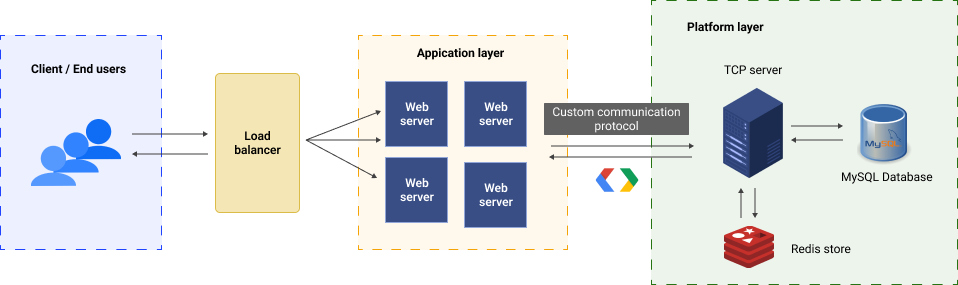 Client / End users
Load
balancer
Appication layer
Web
server
Web
server
Web
server
Web
server
Custom communication
protocol
Platform layer
TCP server
MySQL
MySQL Database
Redis store